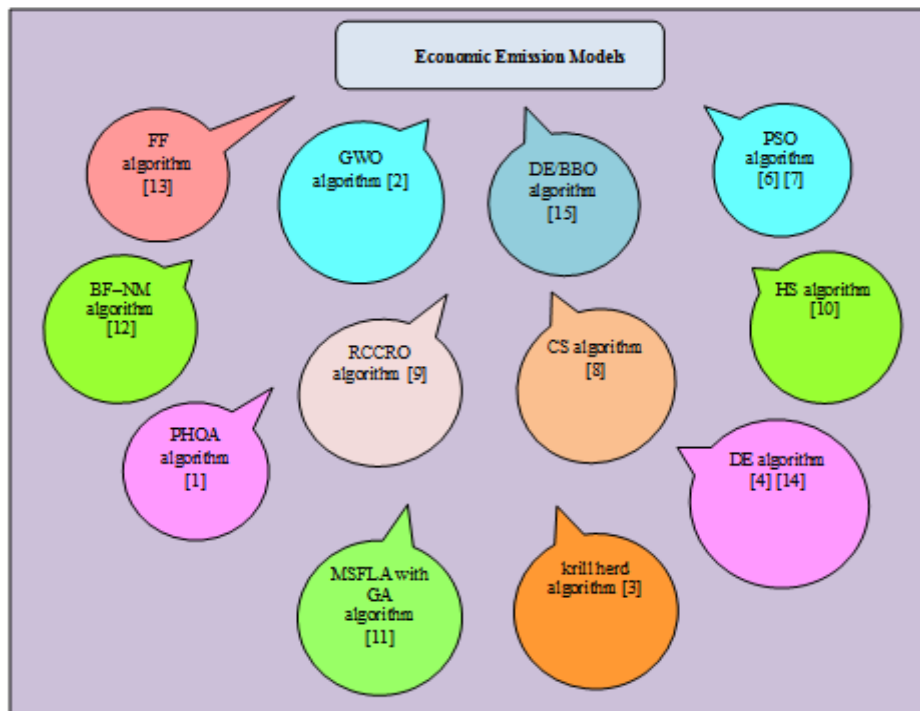 Economic Emission Models
FF
algorithm
[13]
GWO
algorithm [2]
DE/BBO
algorithm
[15]
PSO
algorithm
[6] [7]
BF–NM
algorithm
[12]
RCCRO
algorithm [9]
CS algorithm
[8]
HS algorithm
[10]
PHOA
algorithm
[1]
DE algorithm
[4] [14]
MSFLA with
GA
algorithm
[11]
krill herd
algorithm [3]